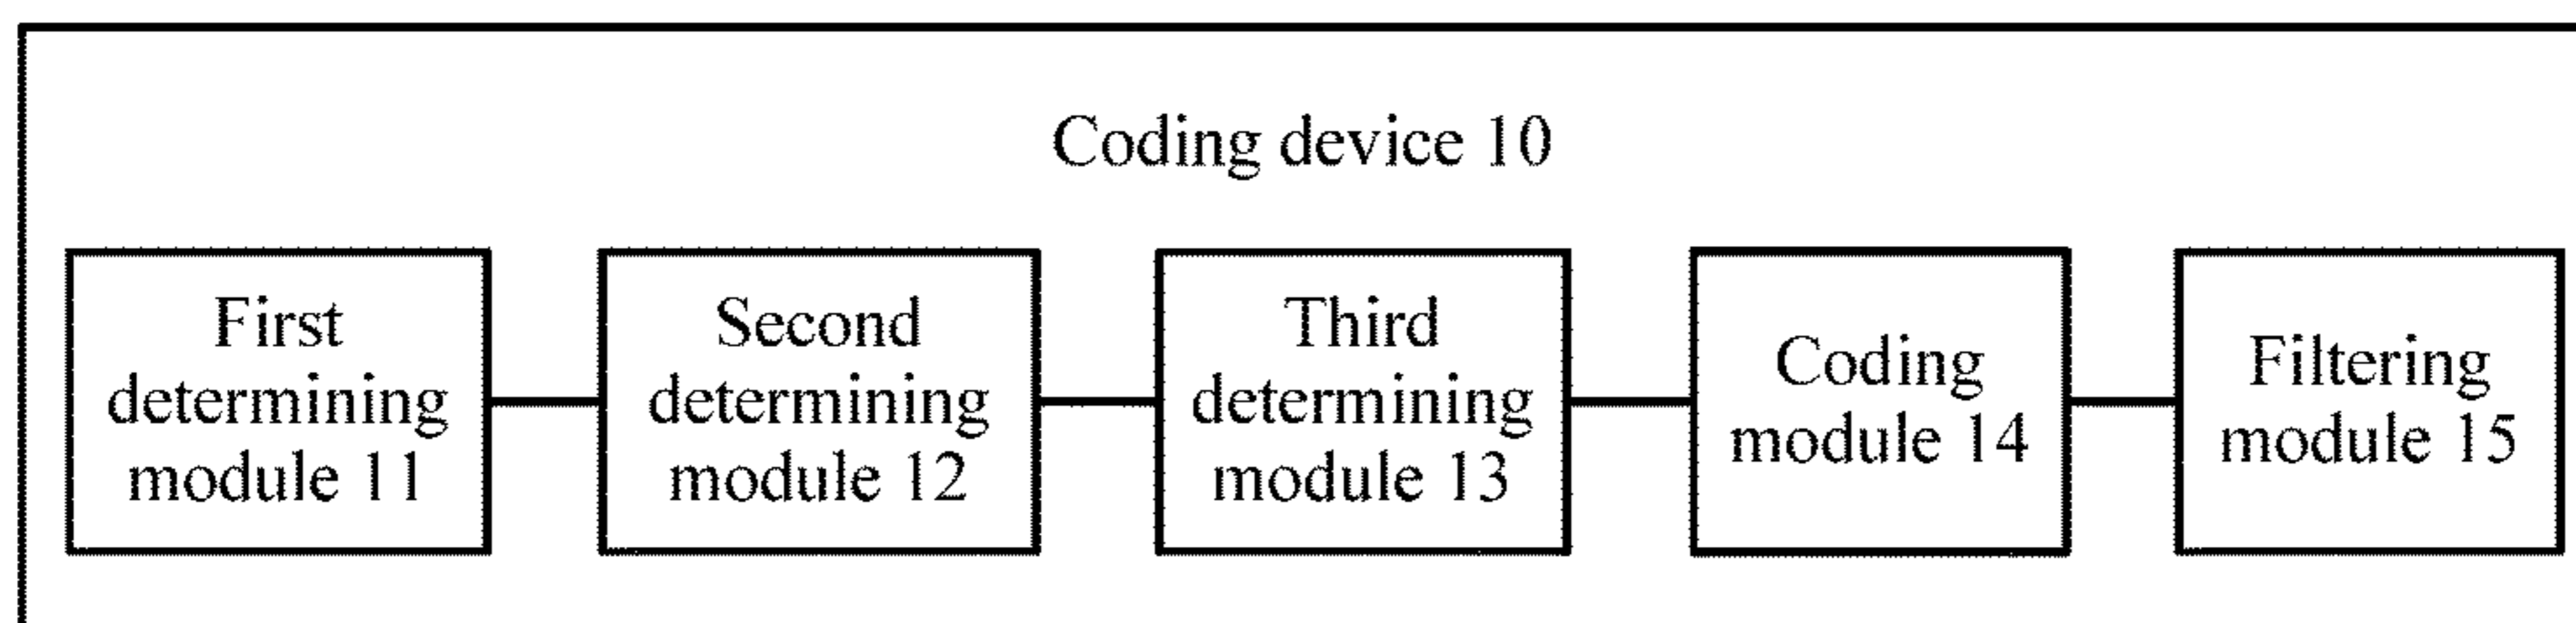 Coding device 10
First
determining
module 11
Second
determining
module 12
Third
determining
module 13
Coding
module 14
Filtering
module 15